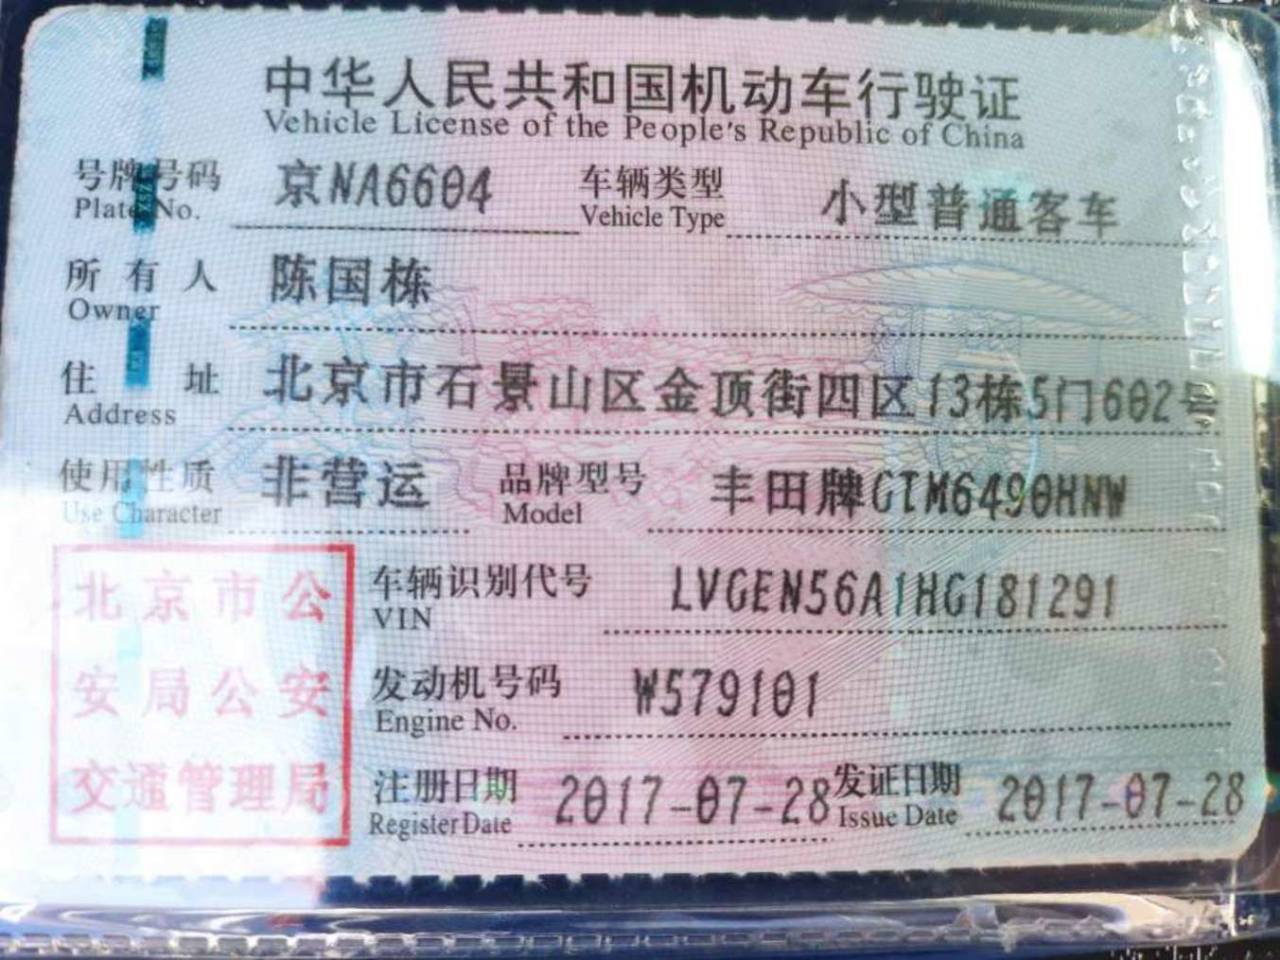 中华人民共和国机动车行驶证
Vehicle License of the People's Republic of China
号牌号码 京NA6604 车辆类型 小型普通客车
Plate No. Vehicle Type
所有人 陈国栋
Owner
住址 北京市石景山区金顶街四区13栋5门602号
Address
使用性质 非营运 品牌型号 丰田牌GTM6490HNW
Use Character Model
北京市公
安局公安
交通管理局
车辆识别代号 LVGEN56A1HG181291
VIN
发动机号码 W579101
Engine No.
注册日期 2017-07-28 发证日期 2017-07-28
Register Date Issue Date